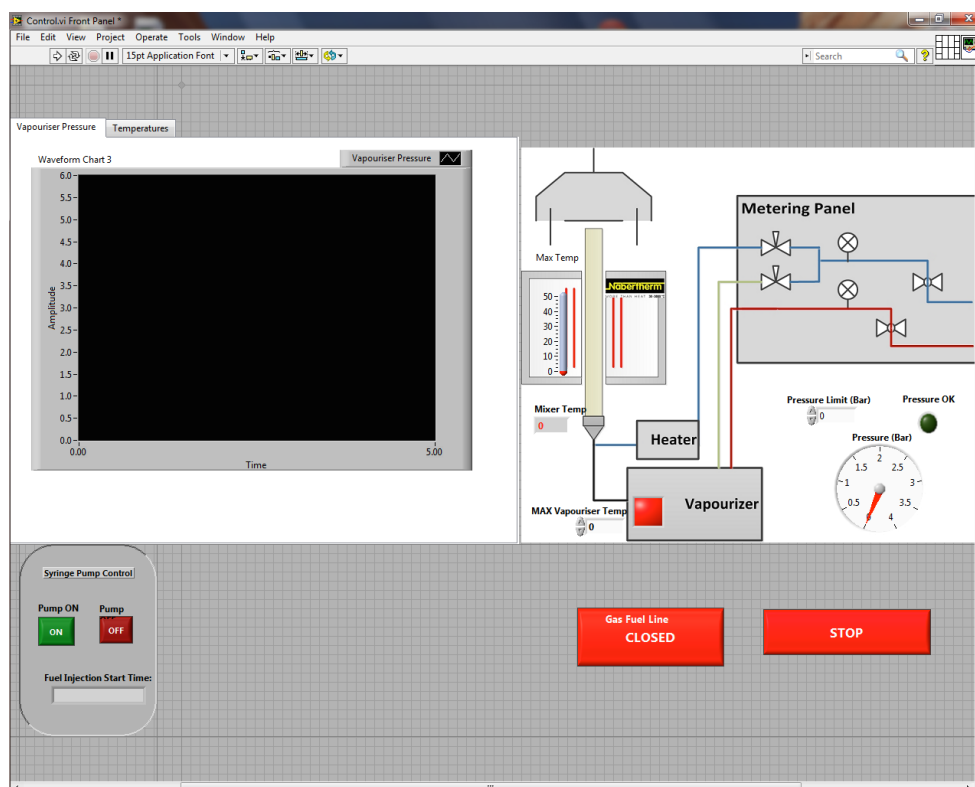 Control.vi Front Panel *
File Edit View Project Operate Tools Window Help
15pt Application Font
Search
Vapouriser Pressure
Temperatures
Waveform Chart 3
Vapouriser Pressure
6.0
5.5
5.0
4.5
4.0
3.5
3.0
2.5
2.0
1.5
1.0
0.5
0.0
Amplitude
0.00
5.00
Time
Metering Panel
Max Temp
50
40
30
20
10
0
Nabertherm
Mixer Temp
0
Heater
Vapourizer
MAX Vapouriser Temp
0
Pressure Limit (Bar)
0
Pressure OK
Pressure (Bar)
0
0.5
1
1.5
2
2.5
3
3.5
4
Syringe Pump Control
Pump ON
Pump
ON
OFF
Fuel Injection Start Time:
Gas Fuel Line
CLOSED
STOP